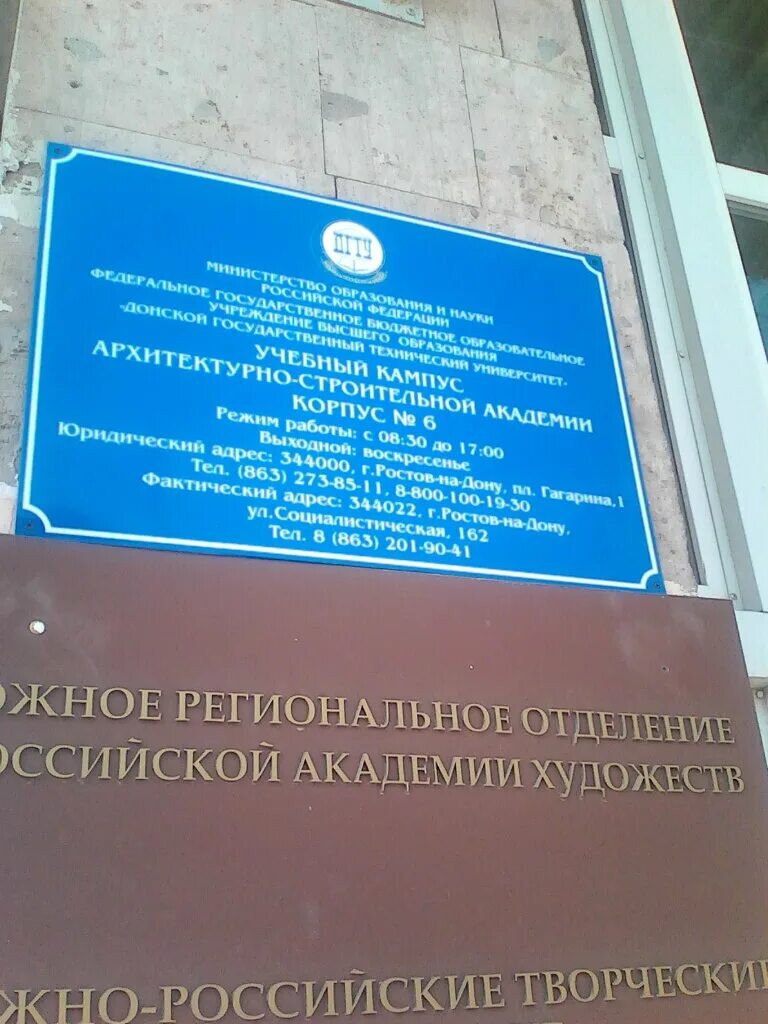 ДГТУ
МИНИСТЕРСТВО ОБРАЗОВАНИЯ И НАУКИ
РОССИЙСКОЙ ФЕДЕРАЦИИ
ФЕДЕРАЛЬНОЕ ГОСУДАРСТВЕННОЕ БЮДЖЕТНОЕ ОБРАЗОВАТЕЛЬНОЕ
УЧРЕЖДЕНИЕ ВЫСШЕГО ОБРАЗОВАНИЯ
«ДОНСКОЙ ГОСУДАРСТВЕННЫЙ ТЕХНИЧЕСКИЙ УНИВЕРСИТЕТ»
УЧЕБНЫЙ КАМПУС
АРХИТЕКТУРНО-СТРОИТЕЛЬНОЙ АКАДЕМИИ
КОРПУС № 6
Режим работы: с 08:30 до 17:00
Выходной: воскресенье
Юридический адрес: 344000, г.Ростов-на-Дону, пл. Гагарина,1
Тел. (863) 273-85-11, 8-800-100-19-30
Фактический адрес: 344022, г.Ростов-на-Дону,
ул.Социалистическая, 162
Тел. 8 (863) 201-90-41
ЮЖНОЕ РЕГИОНАЛЬНОЕ ОТДЕЛЕНИЕ
РОССИЙСКОЙ АКАДЕМИИ ХУДОЖЕСТВ
ЮЖНО-РОССИЙСКИЕ ТВОРЧЕСКИ